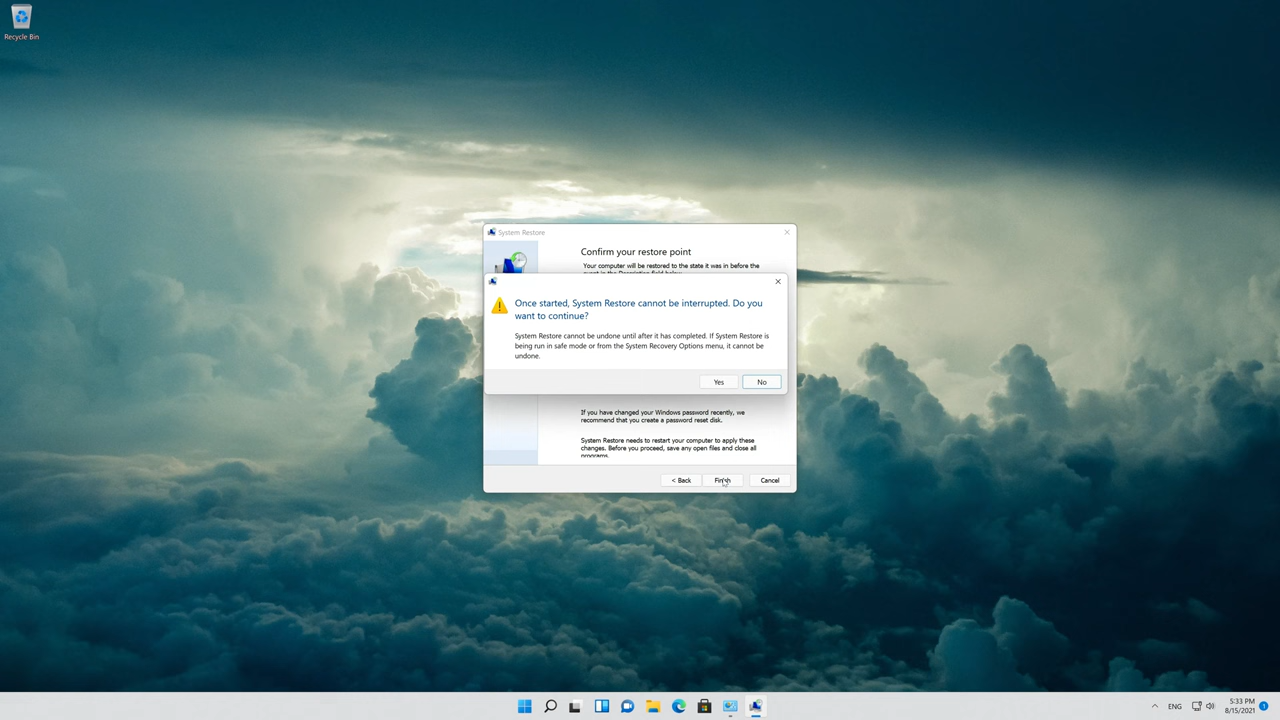 Recycle Bin
System Restore
Confirm your restore point
Your computer will be restored to the state it was in before the
event in the Description field below.
Once started, System Restore cannot be interrupted. Do you
want to continue?
System Restore cannot be undone until after it has completed. If System Restore is
being run in safe mode or from the System Recovery Options menu, it cannot be
undone.
Yes No
If you have changed your Windows password recently, we
recommend that you create a password reset disk.
System Restore needs to restart your computer to apply these
changes. Before you proceed, save any open files and close all
programs.
< Back Finish Cancel
ENG
5:33 PM
8/15/2021
1